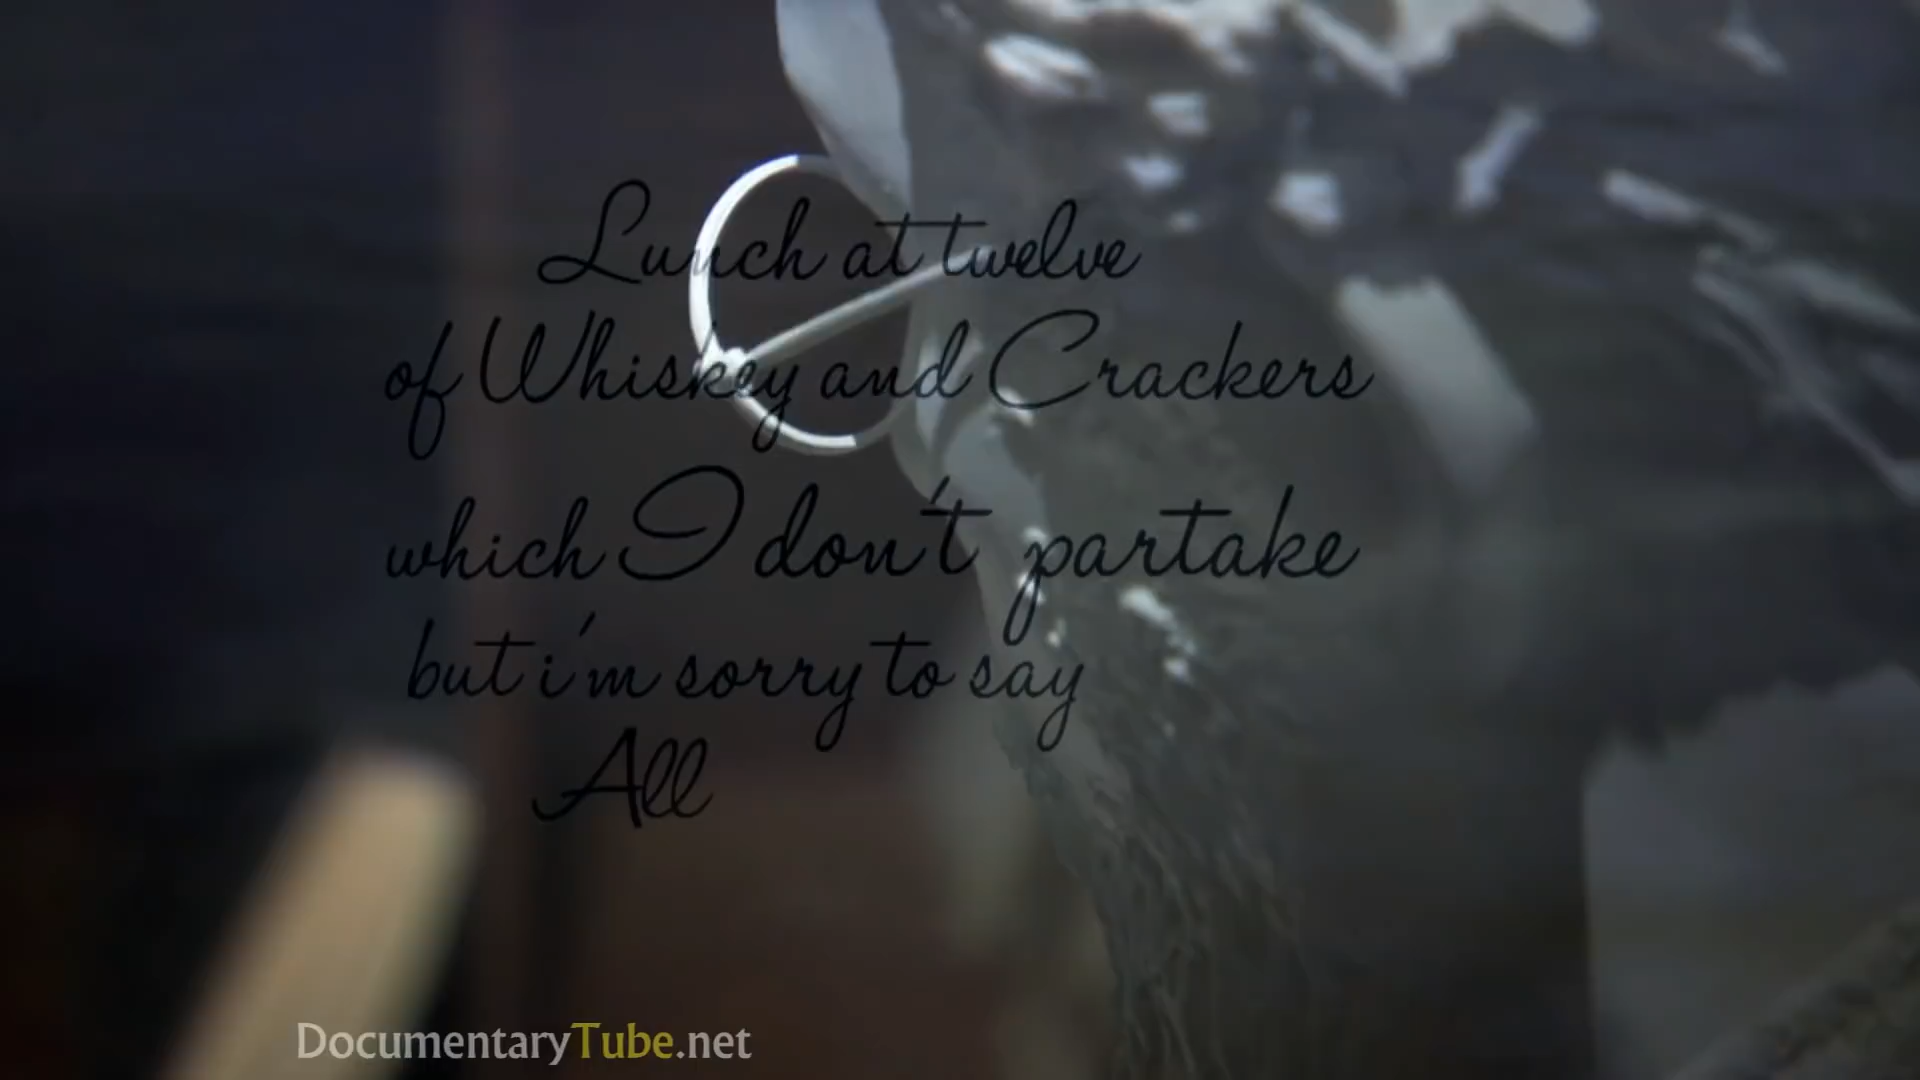 Lunch at twelve
of Whiskey and Crackers
which I don't partake
but i'm sorry to say
All
DocumentaryTube.net